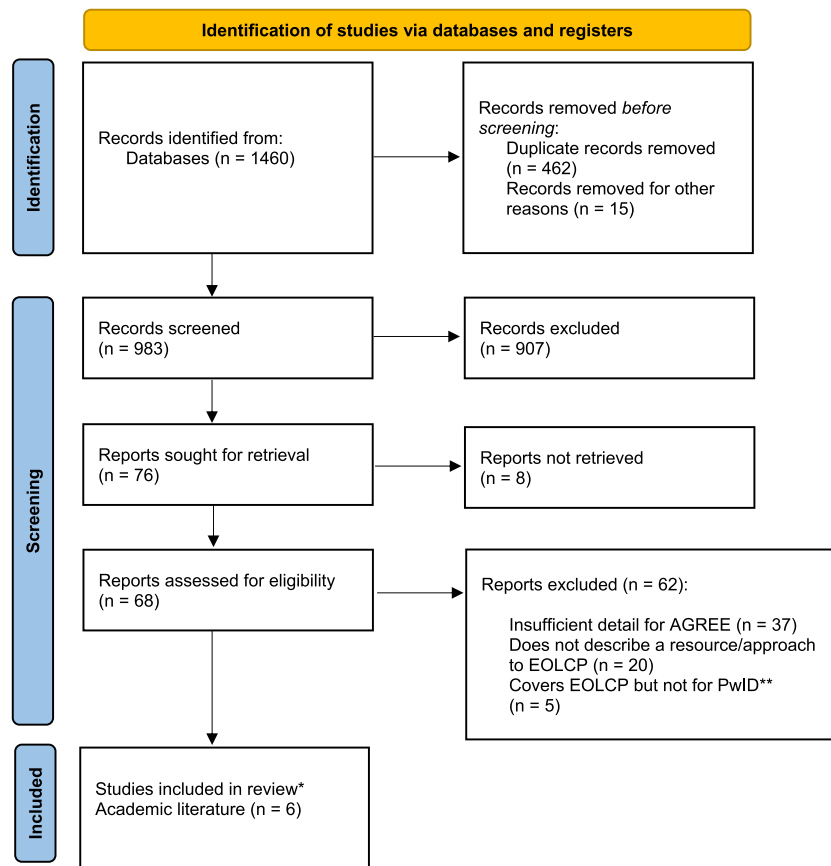 Identification of studies via databases and registers
Identification
Records identified from:
Databases (n = 1460)
Records removed before
screening:
Duplicate records removed
(n = 462)
Records removed for other
reasons (n = 15)
Screening
Records screened
(n = 983)
Records excluded
(n = 907)
Reports sought for retrieval
(n = 76)
Reports not retrieved
(n = 8)
Reports assessed for eligibility
(n = 68)
Reports excluded (n = 62):
Insufficient detail for AGREE (n = 37)
Does not describe a resource/approach
to EOLCP (n = 20)
Covers EOLCP but not for PwID**
(n = 5)
Included
Studies included in review*
Academic literature (n = 6)